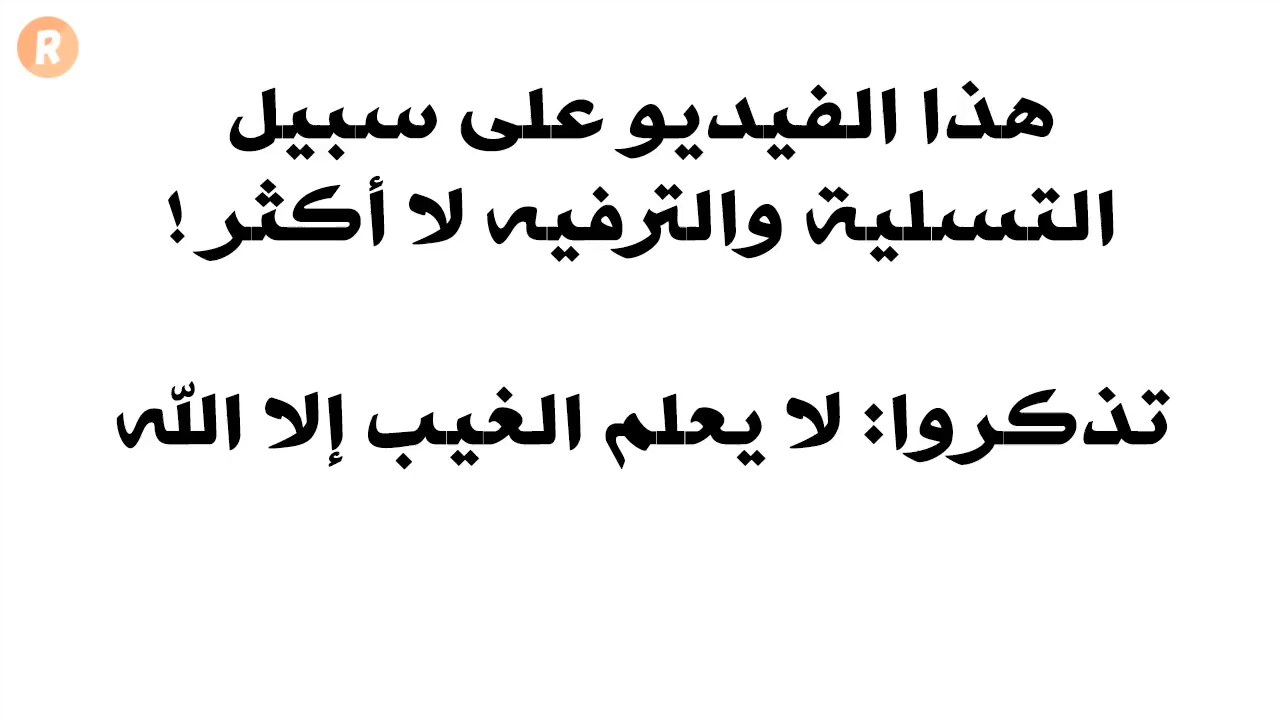 R
هذا الفيديو على سبيل
التسلية والترفيه لا أكثر !
تذكروا: لا يعلم الغيب إلا الله